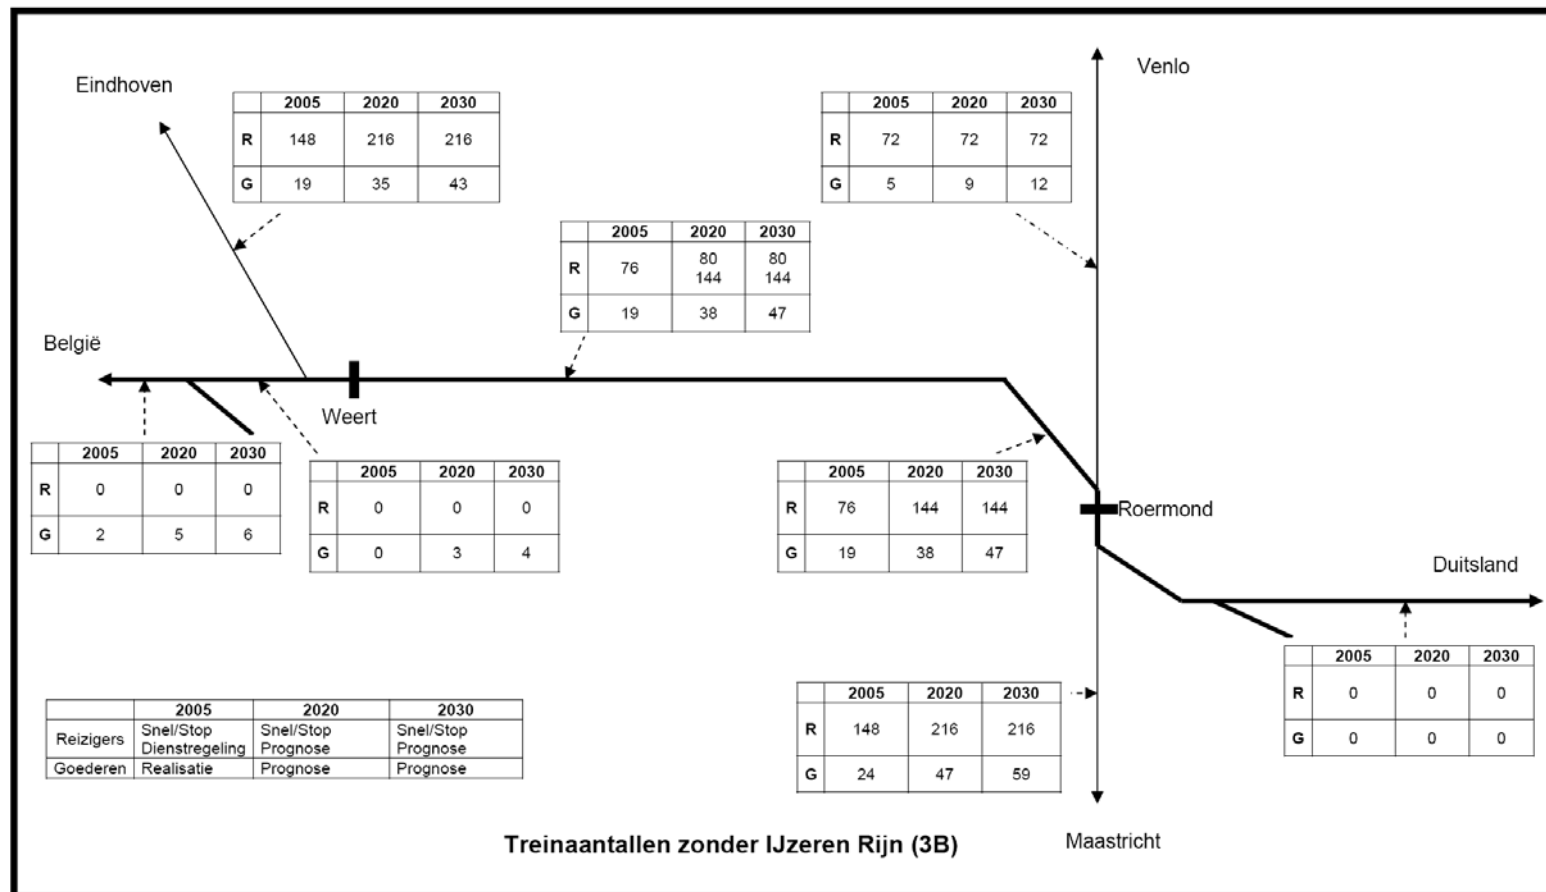 Eindhoven
2005 2020 2030
R 148 216 216
G 19 35 43
Venlo
2005 2020 2030
R 72 72 72
G 5 9 12
2005 2020 2030
R 76 80 80
144 144
G 19 38 47
België
Weert
2005 2020 2030
R 0 0 0
G 2 5 6
2005 2020 2030
R 0 0 0
G 0 3 4
2005 2020 2030
R 76 144 144
G 19 38 47
Roermond
Duitsland
2005 2020 2030
R 0 0 0
G 0 0 0
2005 2020 2030
R 148 216 216
G 24 47 59
2005 2020 2030
Reizigers Snel/Stop Snel/Stop Snel/Stop
Dienstregeling Prognose Prognose
Goederen Realisatie Prognose Prognose
Maastricht
Treinaantallen zonder IJzeren Rijn (3B)